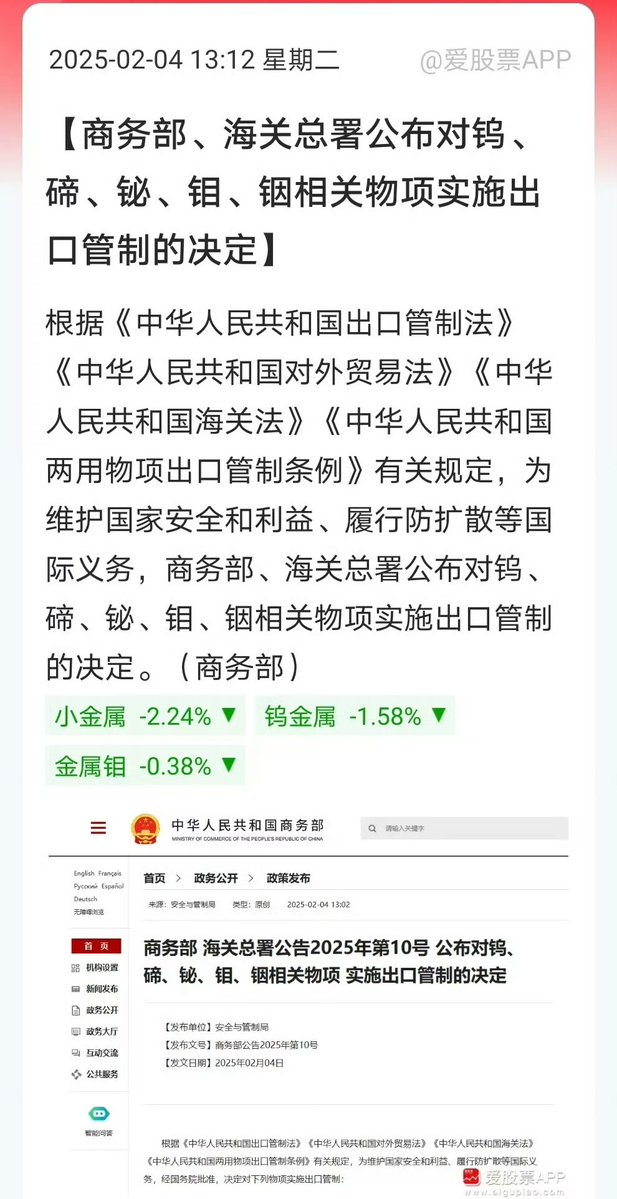 2025-02-04 13:12 星期二
@爱股票APP
【商务部、海关总署公布对钨、
碲、铋、钼、铟相关物项实施出
口管制的决定】
根据《中华人民共和国出口管制法》
《中华人民共和国对外贸易法》《中华
人民共和国海关法》《中华人民共和国
两用物项出口管制条例》有关规定，为
维护国家安全和利益、履行防扩散等国
际义务，商务部、海关总署公布对钨、
碲、铋、钼、铟相关物项实施出口管制
的决定。（商务部）
小金属 -2.24% ▼ 钨金属 -1.58% ▼
金属钼 -0.38% ▼
中华人民共和国商务部
MINISTRY OF COMMERCE OF THE PEOPLE'S REPUBLIC OF CHINA
请输入关键字
English Français
Русский Español
Deutsch
无障碍浏览
首页 > 政务公开 > 政策发布
来源：安全与管制局 类型：原创 2025-02-04 13:02
首 页
机构设置
新闻发布
政务公开
政务大厅
互动交流
公共服务
智能问答
商务部 海关总署公告2025年第10号 公布对钨、
碲、铋、钼、铟相关物项 实施出口管制的决定
【发布单位】安全与管制局
【发布文号】商务部公告2025年第10号
【发文日期】2025年02月04日
根据《中华人民共和国出口管制法》《中华人民共和国对外贸易法》《中华人民共和国海关法》
《中华人民共和国两用物项出口管制条例》有关规定，为维护国家安全和利益、履行防扩散等国际义
务，经国务院批准，决定对下列物项实施出口管制：
爱股票APP
www.aigupiao.com